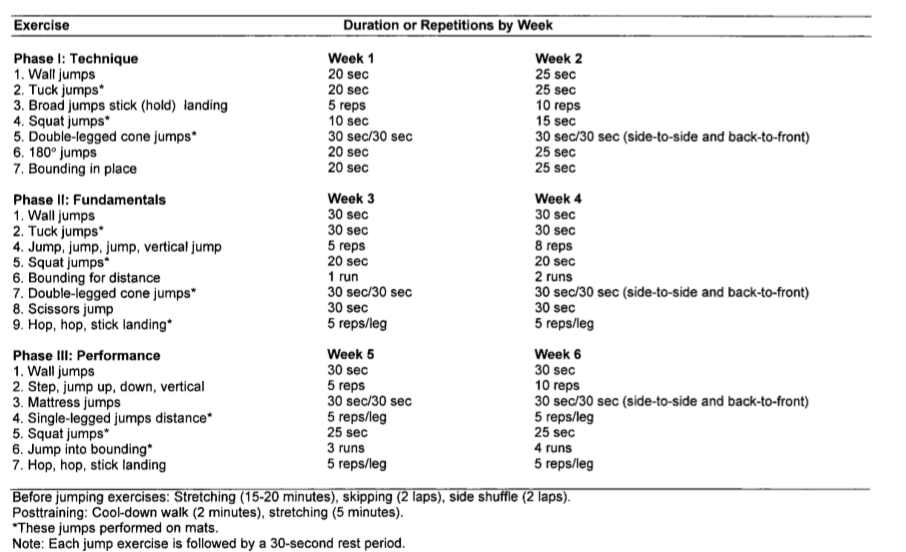 Exercise Duration or Repetitions by Week
Phase I: Technique Week 1 Week 2
1. Wall jumps 20 sec 25 sec
2. Tuck jumps* 20 sec 25 sec
3. Broad jumps stick (hold) landing 5 reps 10 reps
4. Squat jumps* 10 sec 15 sec
5. Double-legged cone jumps* 30 sec/30 sec 30 sec/30 sec (side-to-side and back-to-front)
6. 180° jumps 20 sec 25 sec
7. Bounding in place 20 sec 25 sec
Phase II: Fundamentals Week 3 Week 4
1. Wall jumps 30 sec 30 sec
2. Tuck jumps* 30 sec 30 sec
4. Jump, jump, jump, vertical jump 5 reps 8 reps
5. Squat jumps* 20 sec 20 sec
6. Bounding for distance 1 run 2 runs
7. Double-legged cone jumps* 30 sec/30 sec 30 sec/30 sec (side-to-side and back-to-front)
8. Scissors jump 30 sec 30 sec
9. Hop, hop, stick landing* 5 reps/leg 5 reps/leg
Phase III: Performance Week 5 Week 6
1. Wall jumps 30 sec 30 sec
2. Step, jump up, down, vertical 5 reps 10 reps
3. Mattress jumps 30 sec/30 sec 30 sec/30 sec (side-to-side and back-to-front)
4. Single-legged jumps distance* 5 reps/leg 5 reps/leg
5. Squat jumps* 25 sec 25 sec
6. Jump into bounding* 3 runs 4 runs
7. Hop, hop, stick landing 5 reps/leg 5 reps/leg
Before jumping exercises: Stretching (15-20 minutes), skipping (2 laps), side shuffle (2 laps).
Posttraining: Cool-down walk (2 minutes), stretching (5 minutes).
*These jumps performed on mats.
Note: Each jump exercise is followed by a 30-second rest period.